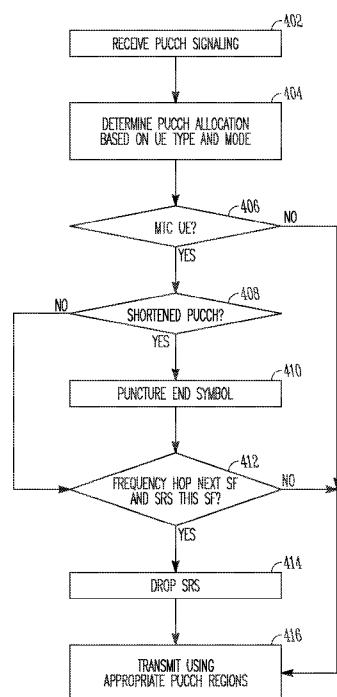 402
RECEIVE PUCCH SIGNALING
404
DETERMINE PUCCH ALLOCATION
BASED ON UE TYPE AND MODE
406
MTC UE?
NO
YES
408
NO
SHORTENED PUCCH?
YES
410
PUNCTURE END SYMBOL
412
FREQUENCY HOP NEXT SF
AND SRS THIS SF?
NO
YES
414
DROP SRS
416
TRANSMIT USING
APPROPRIATE PUCCH REGIONS